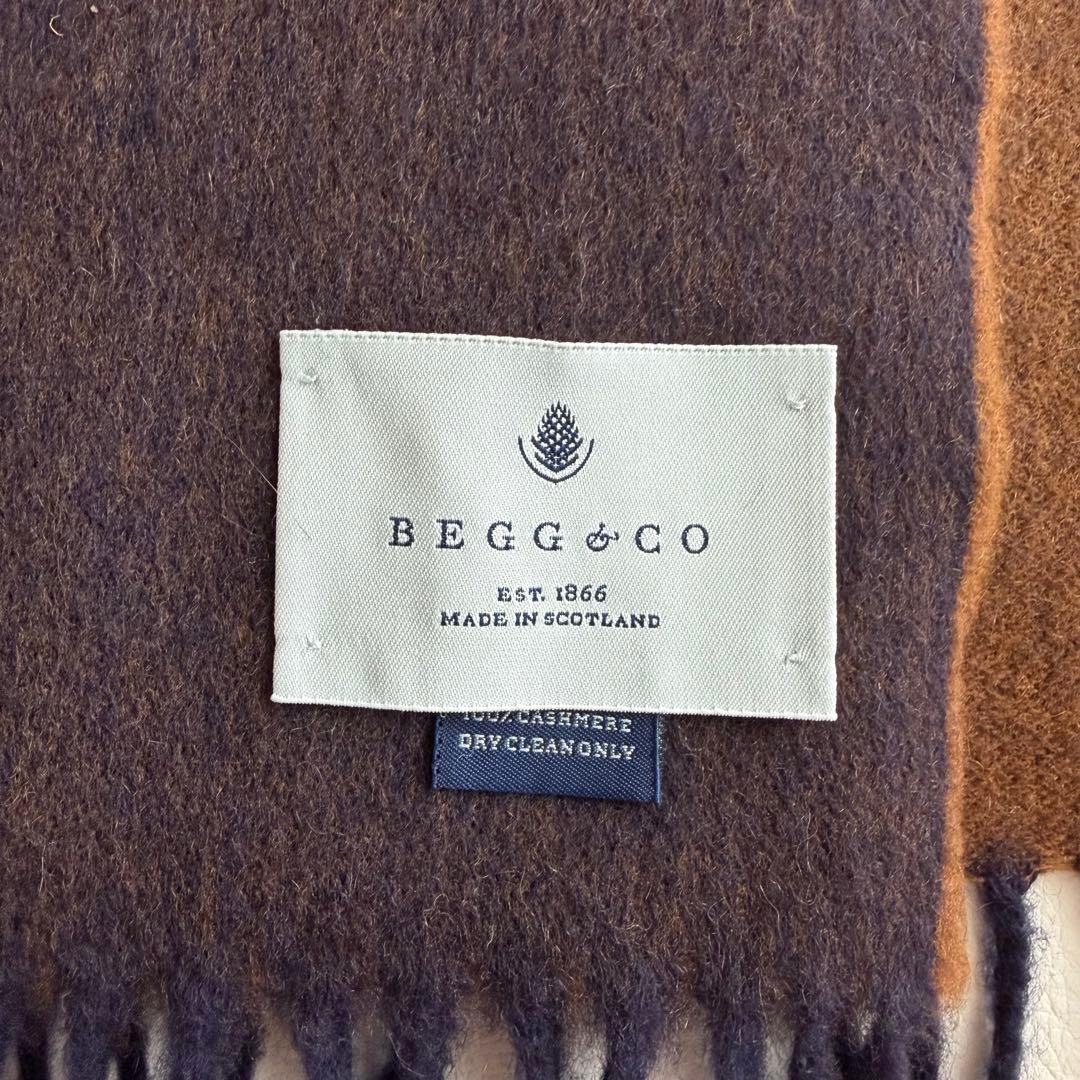 BEGG & CO
EST. 1866
MADE IN SCOTLAND
100% CASHMERE
DRY CLEAN ONLY